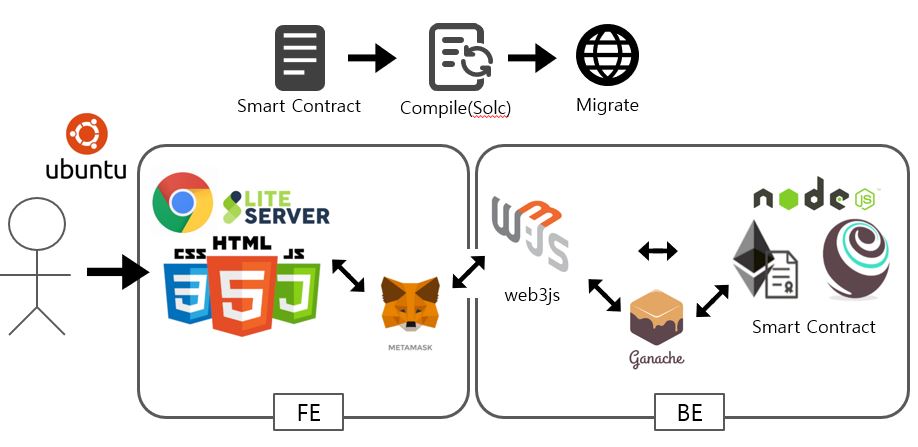 Smart Contract
Compile(Solc)
Migrate
ubuntu
LITE
SERVER
CSS
HTML
JS
METAMASK
W3JS
web3js
Ganache
node
JS
Smart Contract
FE
BE